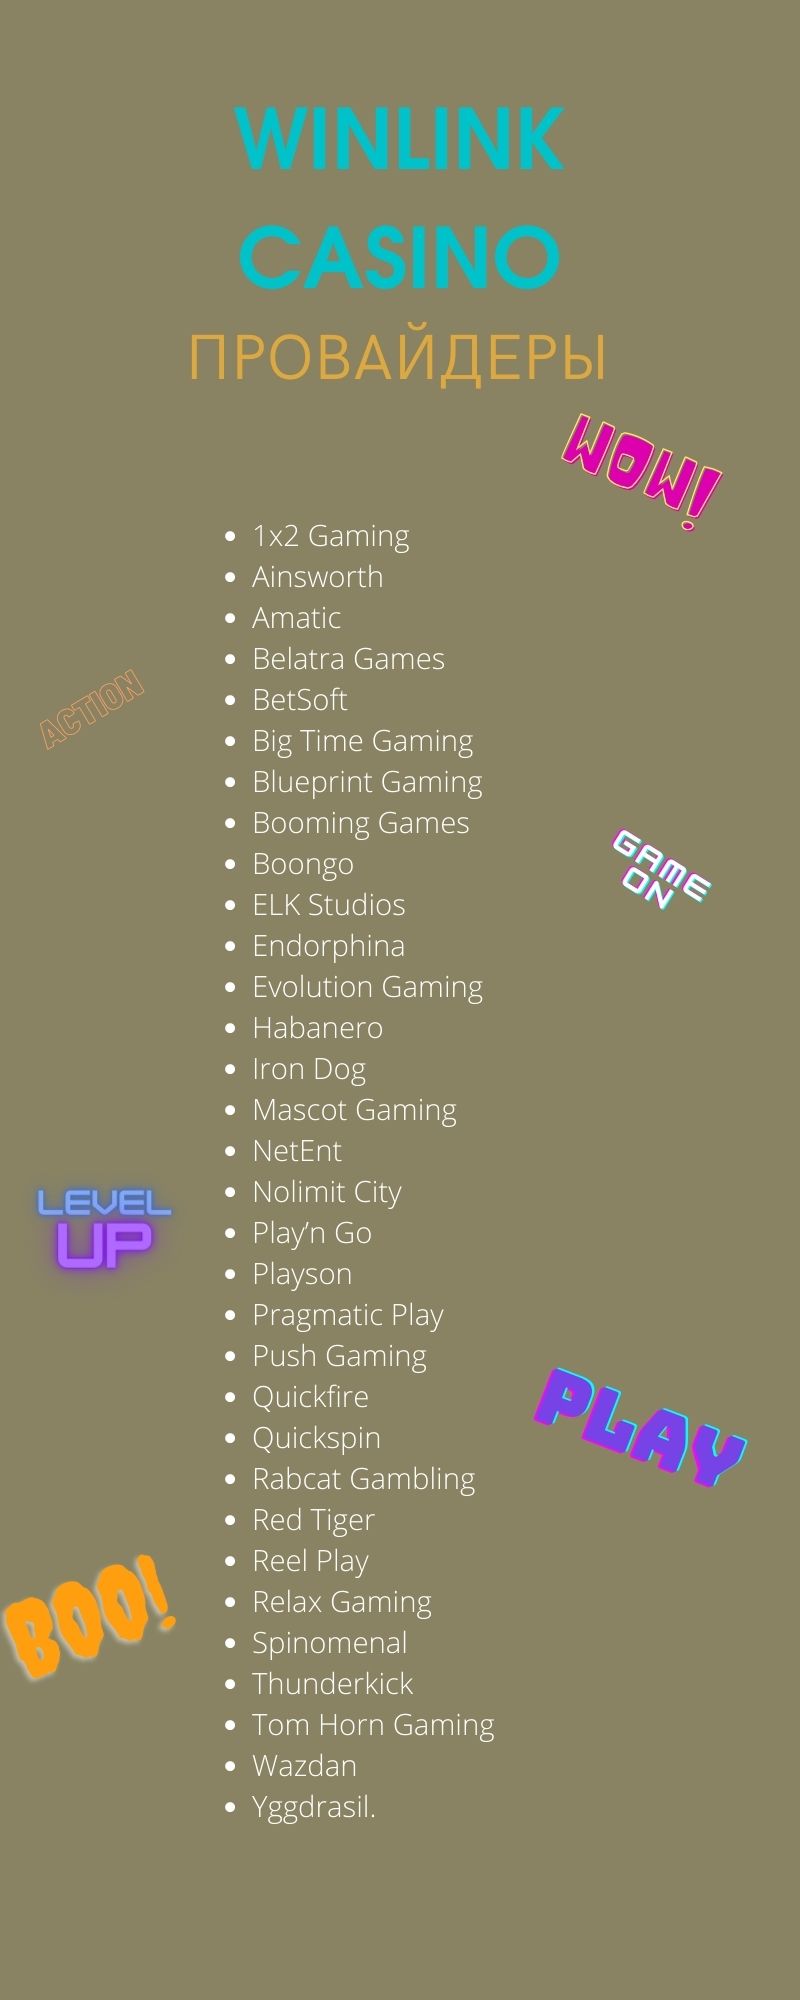 WINLINK
CASINO
ПРОВАЙДЕРЫ
WOW!
• 1x2 Gaming
• Ainsworth
• Amatic
• Belatra Games
ACTION
• BetSoft
• Big Time Gaming
• Blueprint Gaming
• Booming Games
• Boongo
GAME
ON
• ELK Studios
• Endorphina
• Evolution Gaming
• Habanero
• Iron Dog
• Mascot Gaming
• NetEnt
• Nolimit City
LEVEL
UP
• Play’n Go
• Playson
• Pragmatic Play
• Push Gaming
• Quickfire
• Quickspin
PLAY
• Rabcat Gambling
• Red Tiger
• Reel Play
• Relax Gaming
BOO!
• Spinomenal
• Thunderkick
• Tom Horn Gaming
• Wazdan
• Yggdrasil.